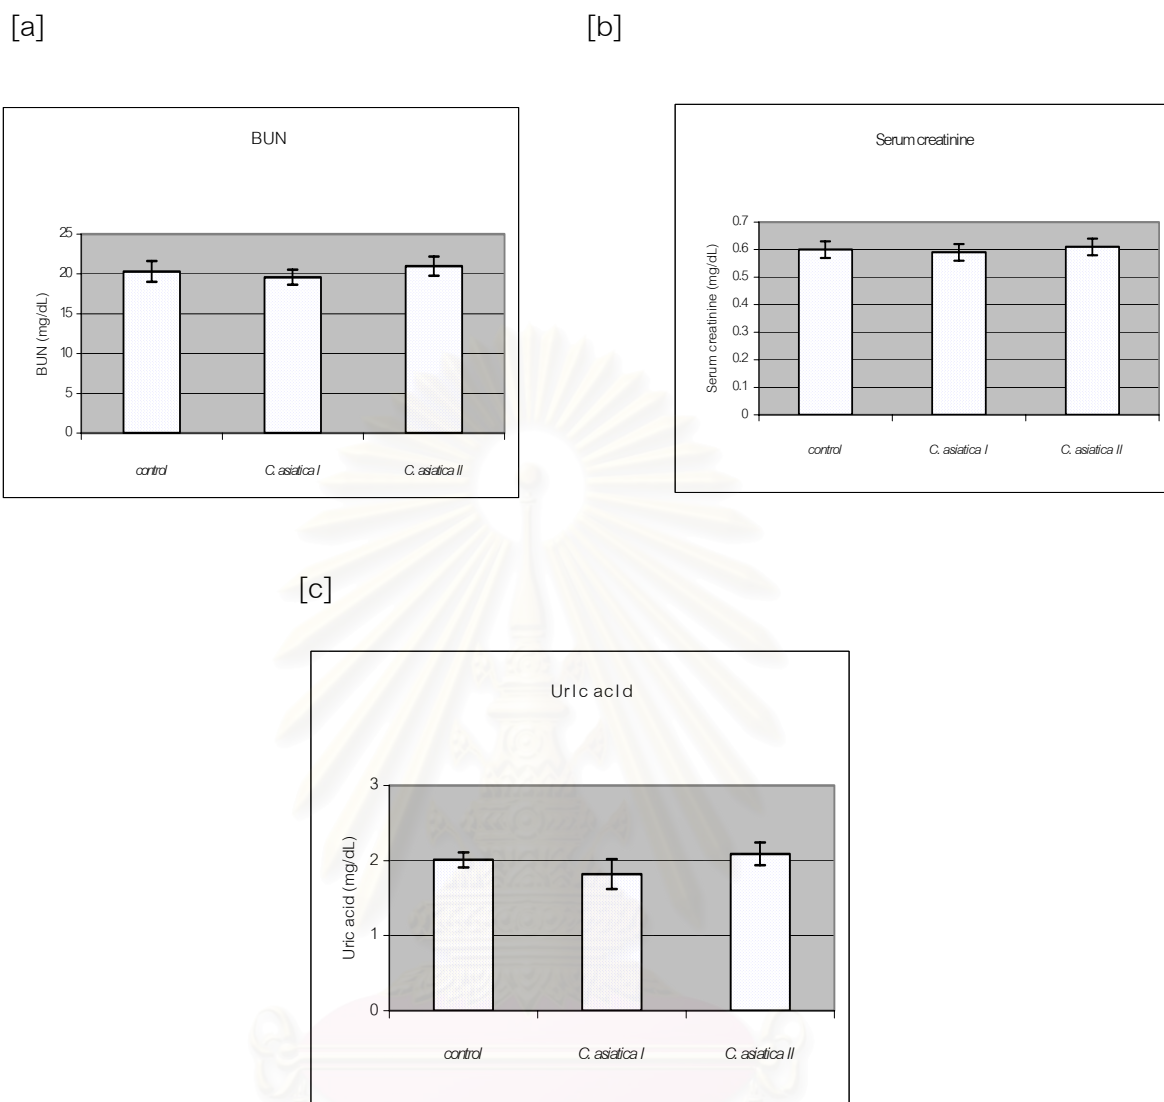 [a]
[b]
BUN
25
20
15
10
5
0
BUN (mg/dL)
control C. asiatica I C. asiatica II
Serum creatinine
0.7
0.6
0.5
0.4
0.3
0.2
0.1
0
Serum creatinine (mg/dL)
control C. asiatica I C. asiatica II
[c]
Uric acid
3
2
1
0
Uric acid (mg/dL)
control C. asiatica I C. asiatica II